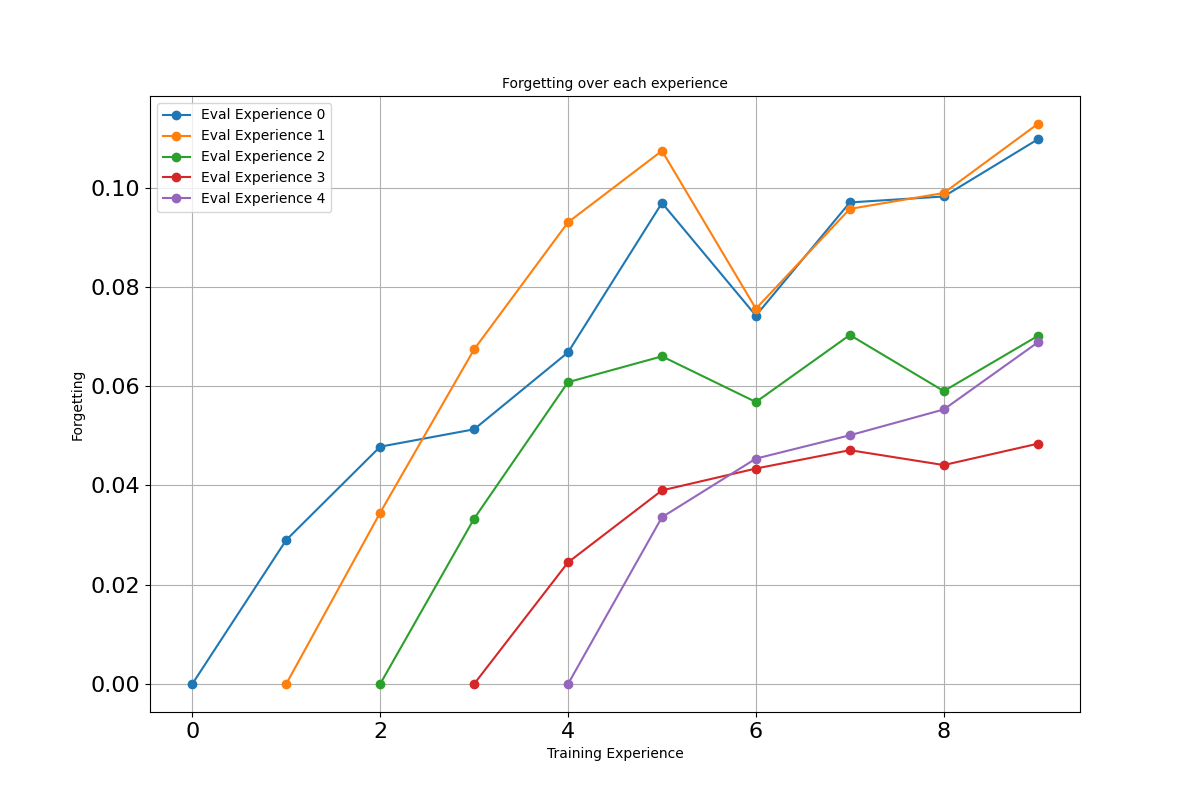 Forgetting over each experience
Eval Experience 0
Eval Experience 1
Eval Experience 2
Eval Experience 3
Eval Experience 4
0.10
0.08
0.06
0.04
0.02
0.00
Forgetting
0 2 4 6 8
Training Experience